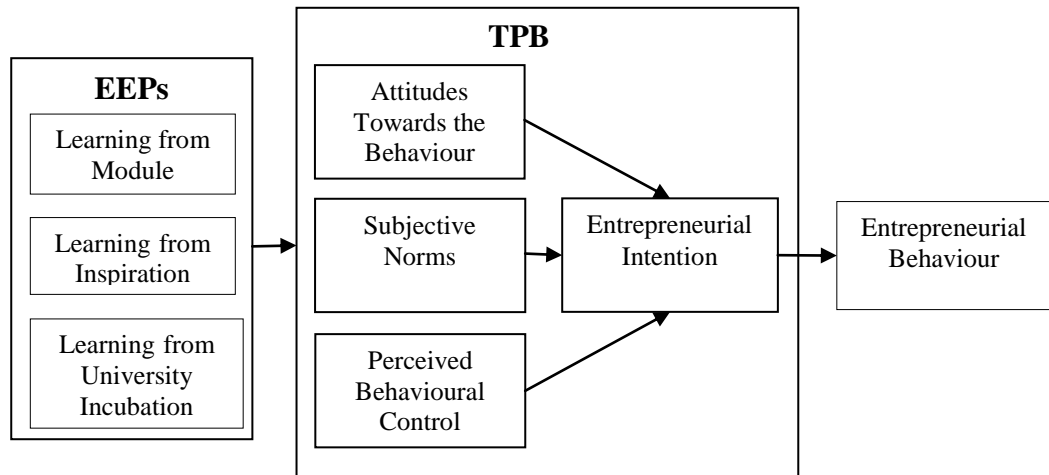 EEPs
Learning from
Module
Learning from
Inspiration
Learning from
University
Incubation
TPB
Attitudes
Towards the
Behaviour
Subjective
Norms
Perceived
Behavioural
Control
Entrepreneurial
Intention
Entrepreneurial
Behaviour